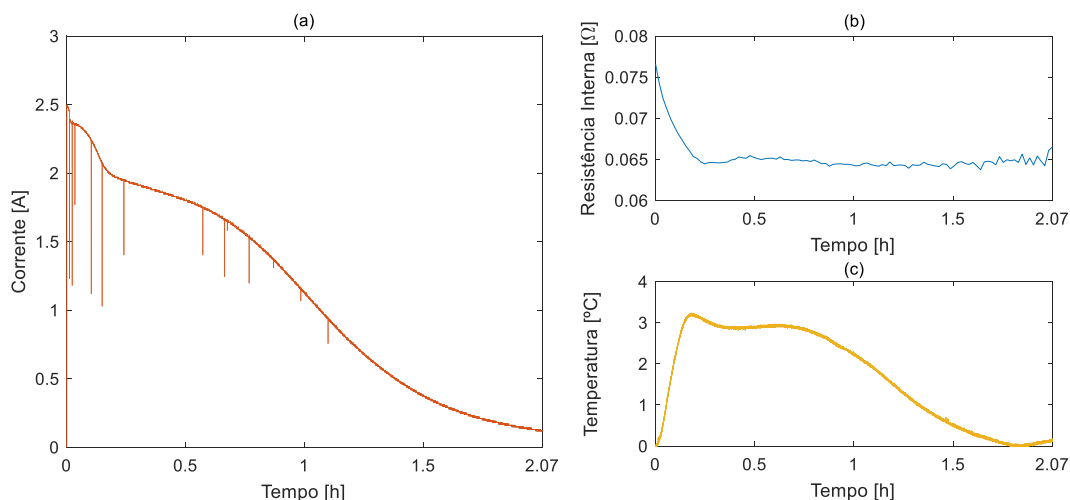 (a)
3
2.5
2
1.5
1
0.5
0
Corrente [A]
0 0.5 1 1.5 2.07
Tempo [h]
(b)
0.08
0.075
0.07
0.065
0.06
Resistência Interna [Ω]
0 0.5 1 1.5 2.07
Tempo [h]
(c)
4
3
2
1
0
Temperatura [ºC]
0 0.5 1 1.5 2.07
Tempo [h]